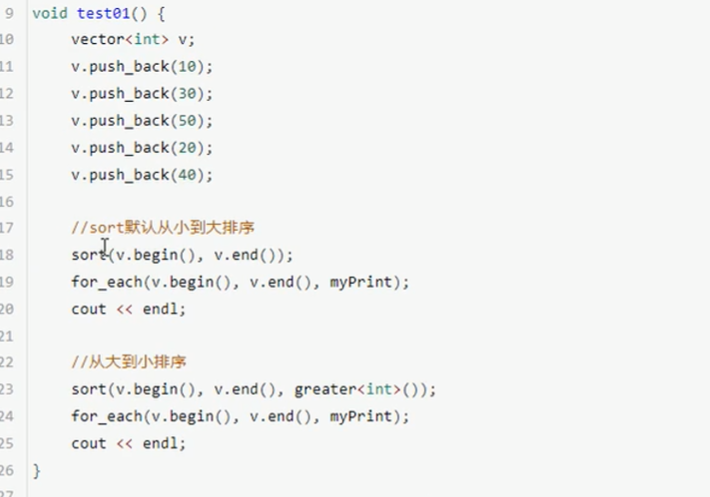 9 void test01() {
10 vector<int> v;
11 v.push_back(10);
12 v.push_back(30);
13 v.push_back(50);
14 v.push_back(20);
15 v.push_back(40);
16
17 //sort默认从小到大排序
18 sort(v.begin(), v.end());
19 for_each(v.begin(), v.end(), myPrint);
20 cout << endl;
21
22 //从大到小排序
23 sort(v.begin(), v.end(), greater<int>());
24 for_each(v.begin(), v.end(), myPrint);
25 cout << endl;
26 }
27